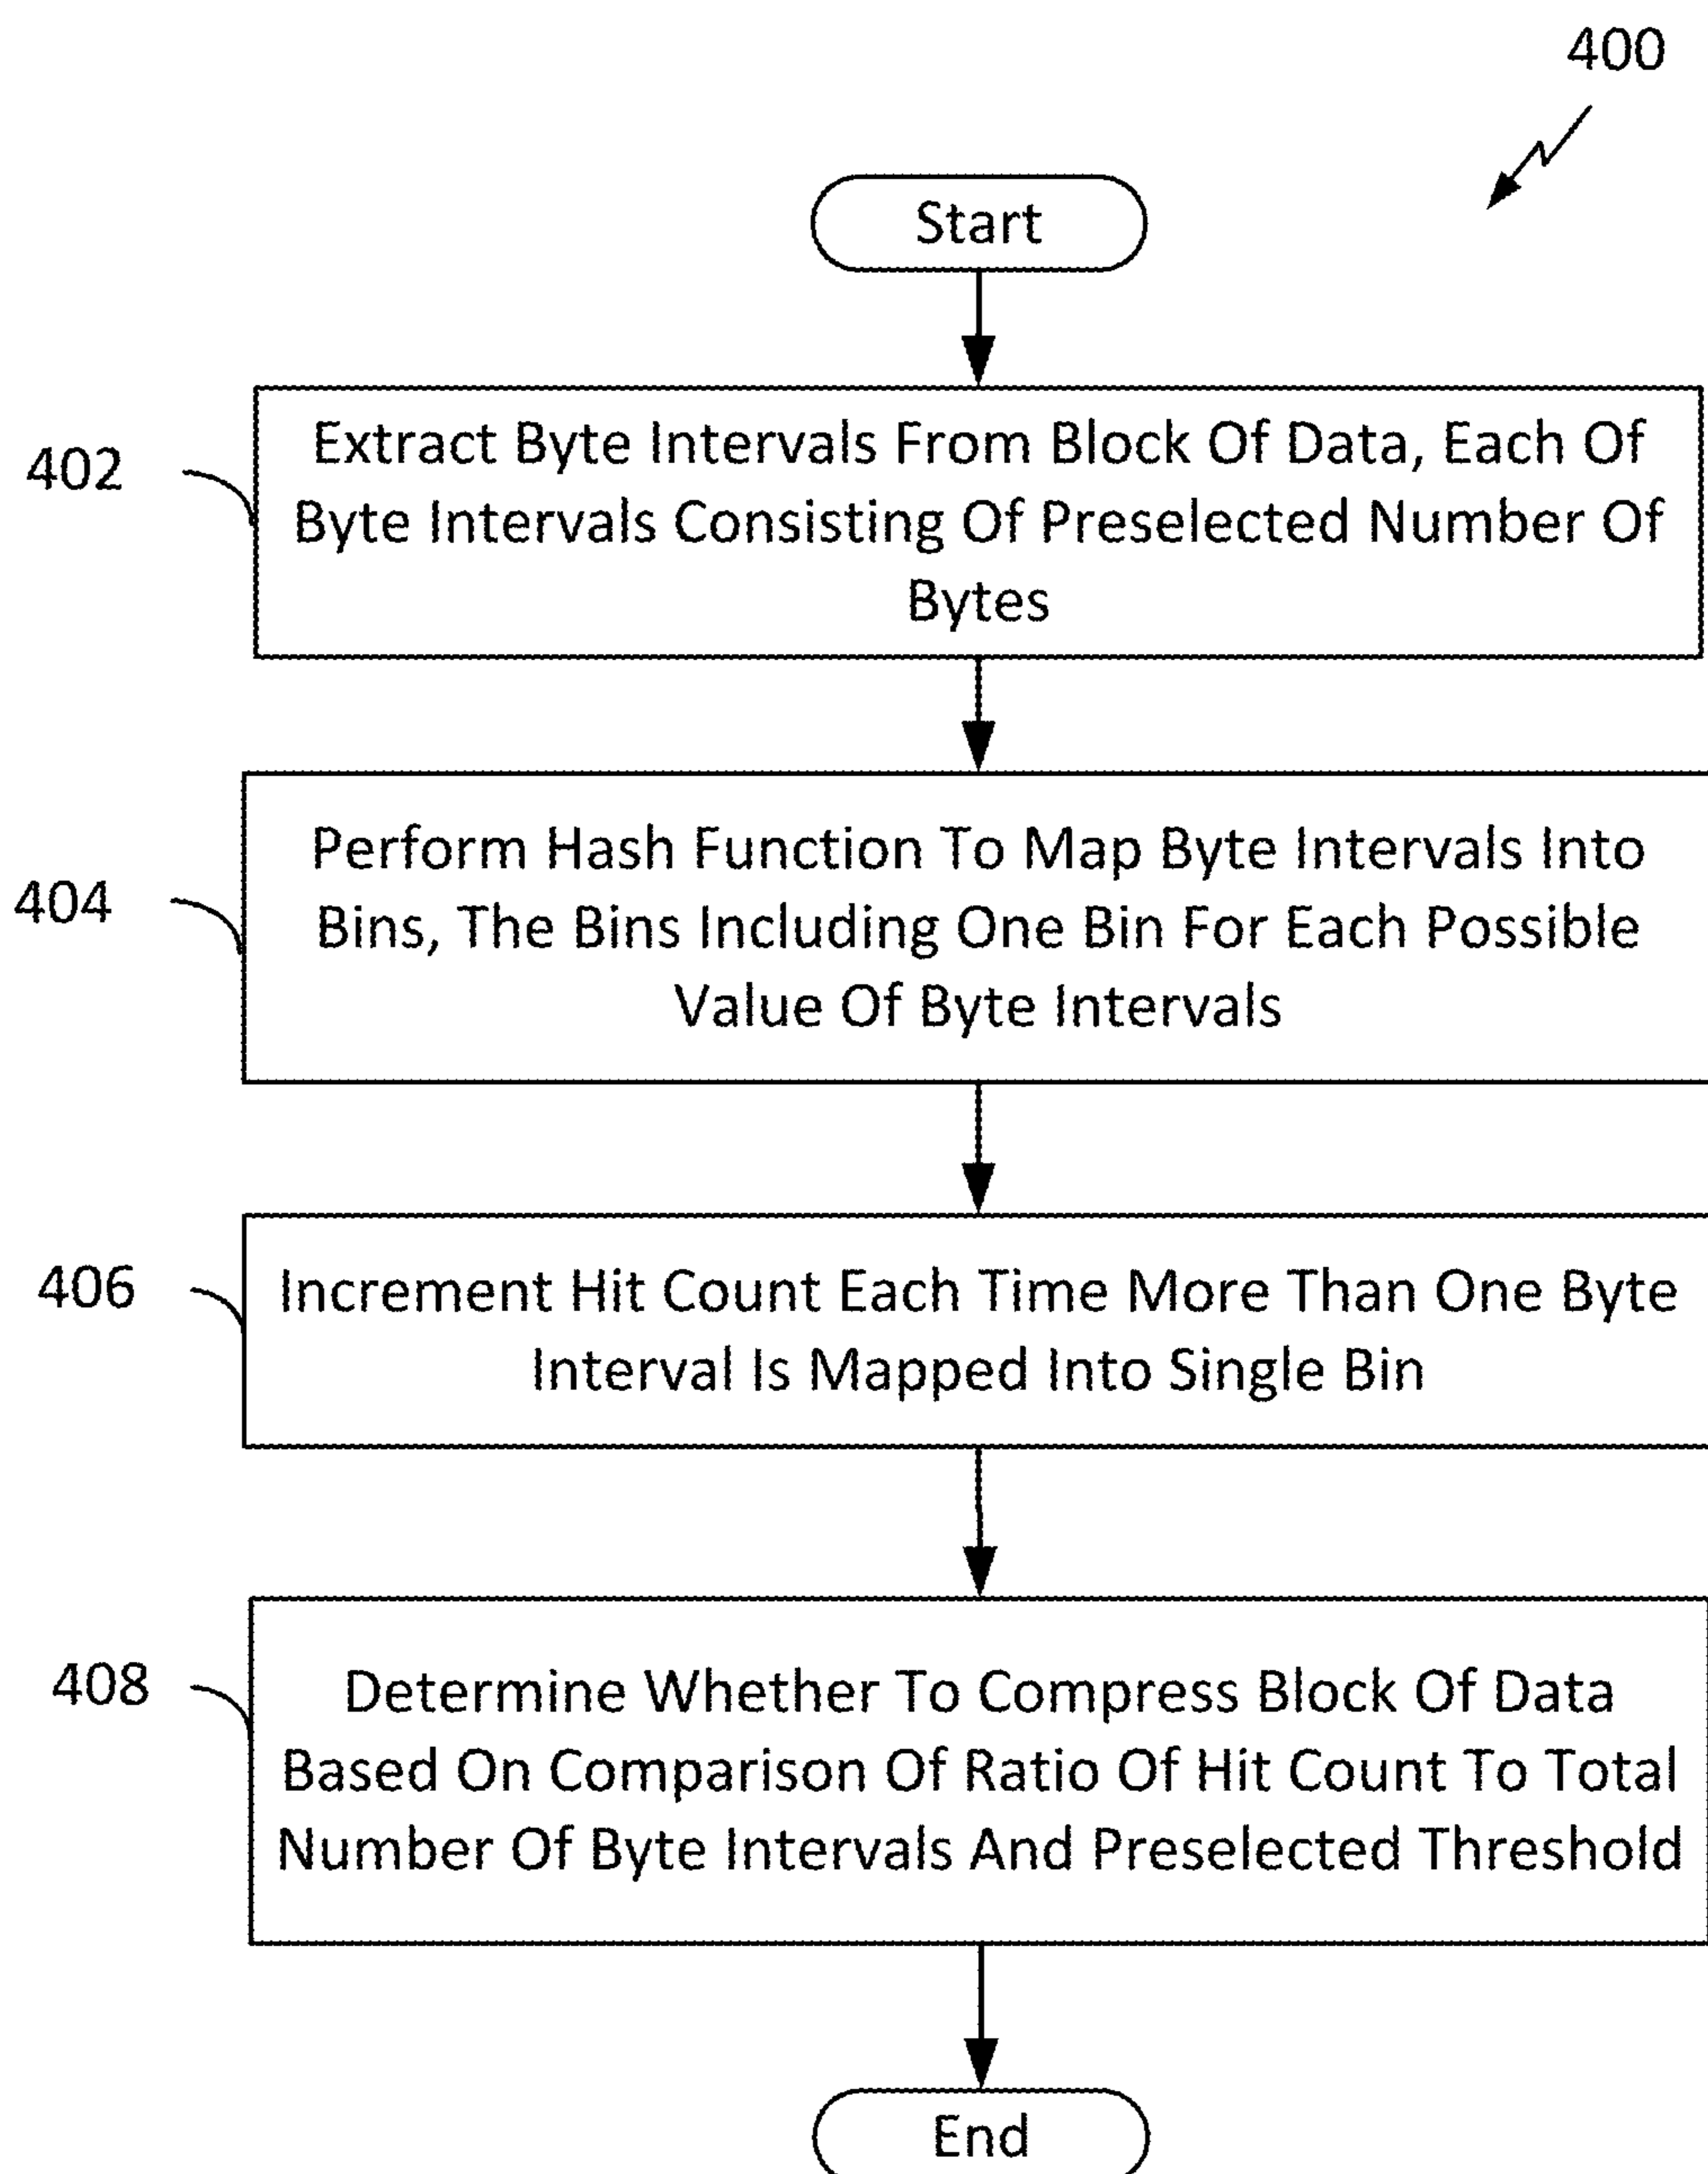 400
Start
402
Extract Byte Intervals From Block Of Data, Each Of
Byte Intervals Consisting Of Preselected Number Of
Bytes
404
Perform Hash Function To Map Byte Intervals Into
Bins, The Bins Including One Bin For Each Possible
Value Of Byte Intervals
406
Increment Hit Count Each Time More Than One Byte
Interval Is Mapped Into Single Bin
408
Determine Whether To Compress Block Of Data
Based On Comparison Of Ratio Of Hit Count To Total
Number Of Byte Intervals And Preselected Threshold
End